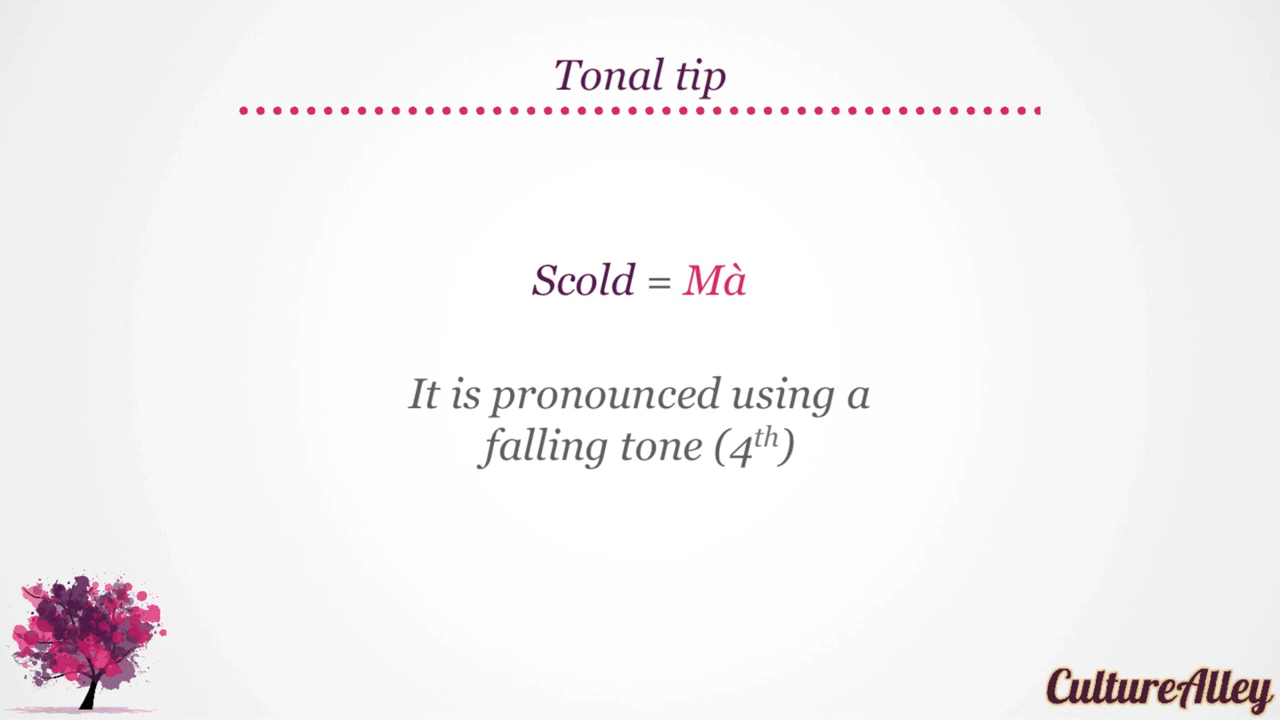 Tonal tip
Scold = Mà
It is pronounced using a
falling tone (4th)
CultureAlley